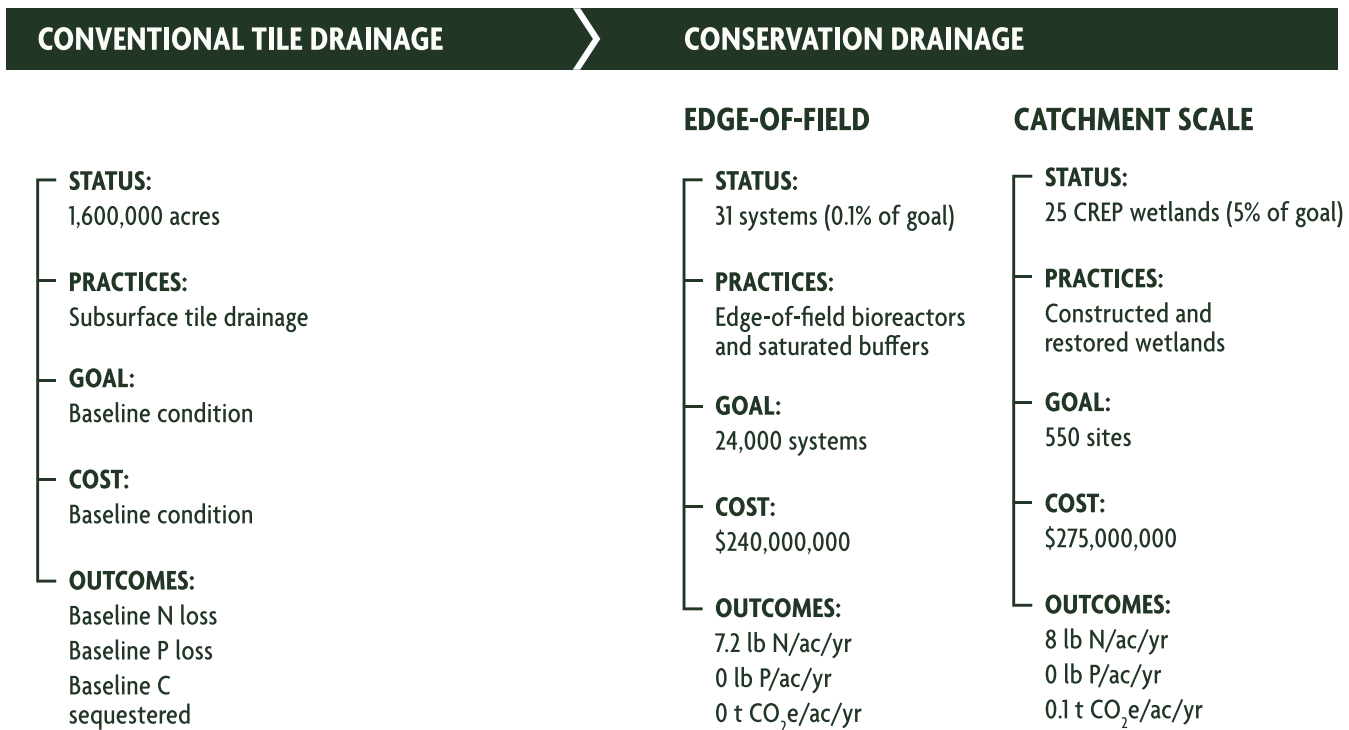 CONVENTIONAL TILE DRAINAGE
CONSERVATION DRAINAGE
STATUS:
1,600,000 acres
PRACTICES:
Subsurface tile drainage
GOAL:
Baseline condition
COST:
Baseline condition
OUTCOMES:
Baseline N loss
Baseline P loss
Baseline C
sequestered
EDGE-OF-FIELD
STATUS:
31 systems (0.1% of goal)
PRACTICES:
Edge-of-field bioreactors
and saturated buffers
GOAL:
24,000 systems
COST:
$240,000,000
OUTCOMES:
7.2 lb N/ac/yr
0 lb P/ac/yr
0 t CO₂e/ac/yr
CATCHMENT SCALE
STATUS:
25 CREP wetlands (5% of goal)
PRACTICES:
Constructed and
restored wetlands
GOAL:
550 sites
COST:
$275,000,000
OUTCOMES:
8 lb N/ac/yr
0 lb P/ac/yr
0.1 t CO₂e/ac/yr